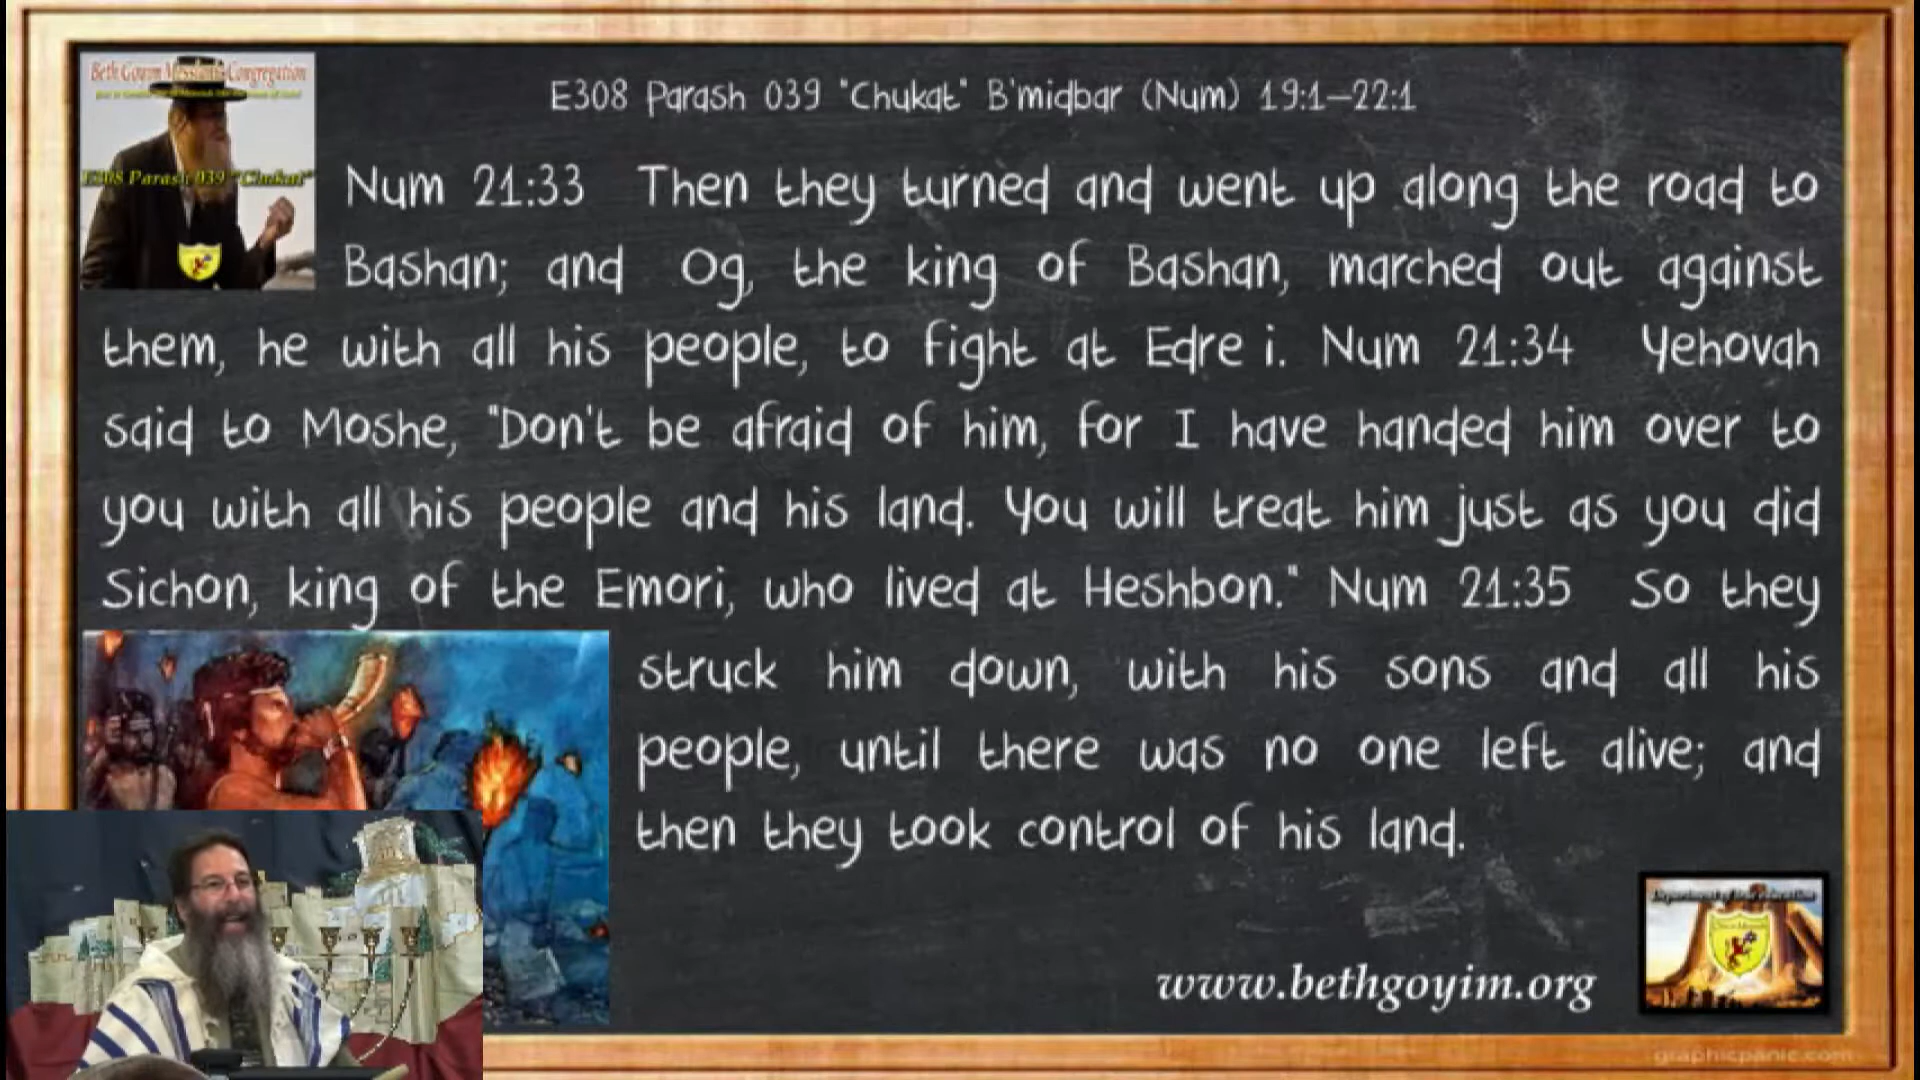 Beth Goyim Messianic Congregation
E308 Parash 039 "Chukat"
E308 Parash 039 "Chukat" B'midbar (Num) 19:1–22:1
Num 21:33 Then they turned and went up along the road to
Bashan; and Og, the king of Bashan, marched out against
them, he with all his people, to fight at Edre i. Num 21:34 Yehovah
said to Moshe, "Don't be afraid of him, for I have handed him over to
you with all his people and his land. You will treat him just as you did
Sichon, king of the Emori, who lived at Heshbon." Num 21:35 So they
struck him down, with his sons and all his
people, until there was no one left alive; and
then they took control of his land.
www.bethgoyim.org
graphicpanic.com